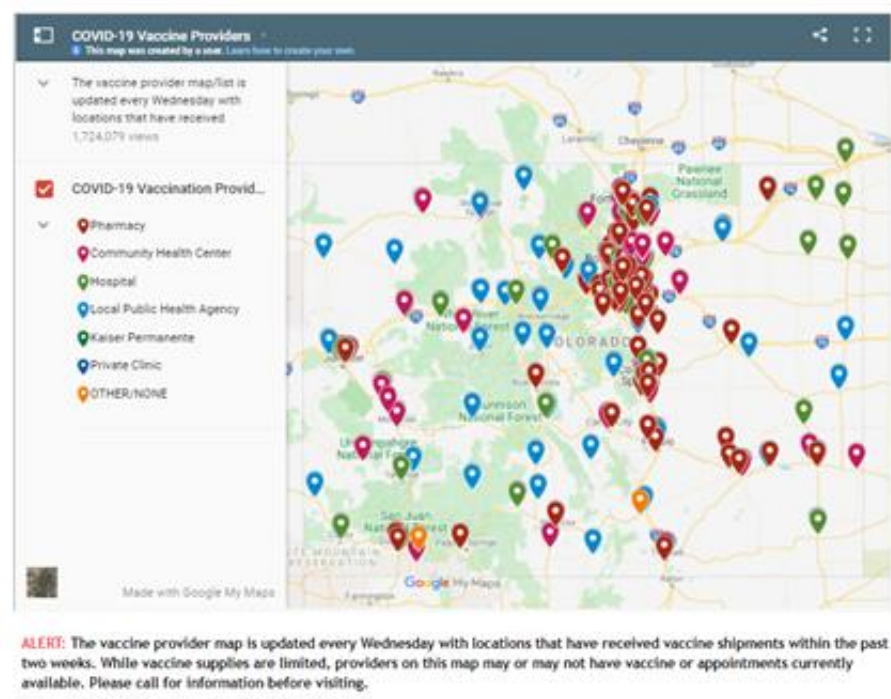 COVID-19 Vaccine Providers
This map was created by a user. Learn how to create your own.
The vaccine provider map/list is
updated every Wednesday with
locations that have received
1,724,079 views
COVID-19 Vaccination Provid...
Pharmacy
Community Health Center
Hospital
Local Public Health Agency
Kaiser Permanente
Private Clinic
OTHER/NONE
Made with Google My Maps
Laramie
Cheyenne
Pawnee
National
Grassland
Fort
National Forest
OLORADO
Gunnison
National Forest
San Juan
Farmington
Raton
Google My Maps
ALERT: The vaccine provider map is updated every Wednesday with locations that have received vaccine shipments within the past
two weeks. While vaccine supplies are limited, providers on this map may or may not have vaccine or appointments currently
available. Please call for information before visiting.